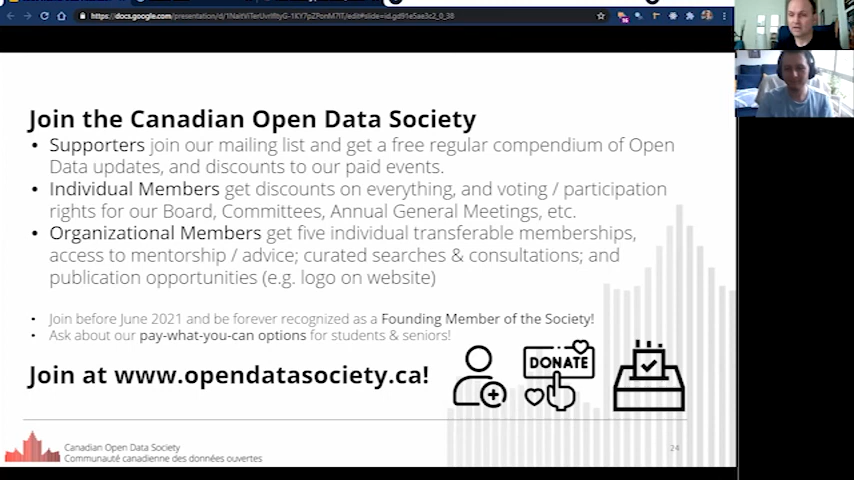 Join the Canadian Open Data Society
• Supporters join our mailing list and get a free regular compendium of Open
Data updates, and discounts to our paid events.
• Individual Members get discounts on everything, and voting / participation
rights for our Board, Committees, Annual General Meetings, etc.
• Organizational Members get five individual transferable memberships,
access to mentorship / advice; curated searches & consultations; and
publication opportunities (e.g. logo on website)
• Join before June 2021 and be forever recognized as a Founding Member of the Society!
• Ask about our pay-what-you-can options for students & seniors!
DONATE
Join at www.opendatasociety.ca!
Canadian Open Data Society
Communauté canadienne des données ouvertes
24